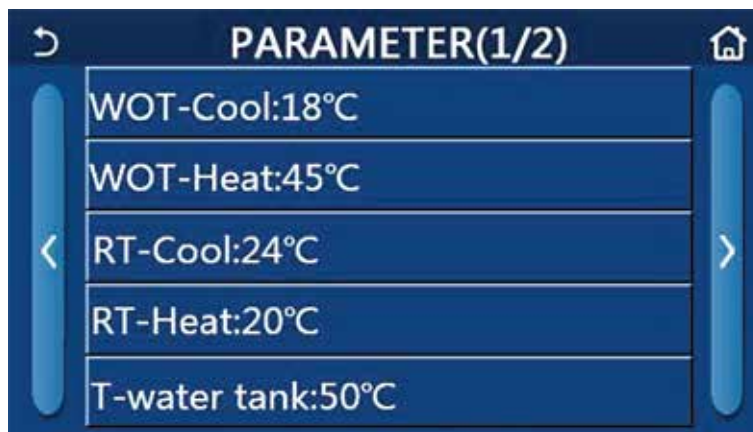 PARAMETER(1/2)
WOT-Cool:18℃
WOT-Heat:45℃
RT-Cool:24℃
RT-Heat:20℃
T-water tank:50℃